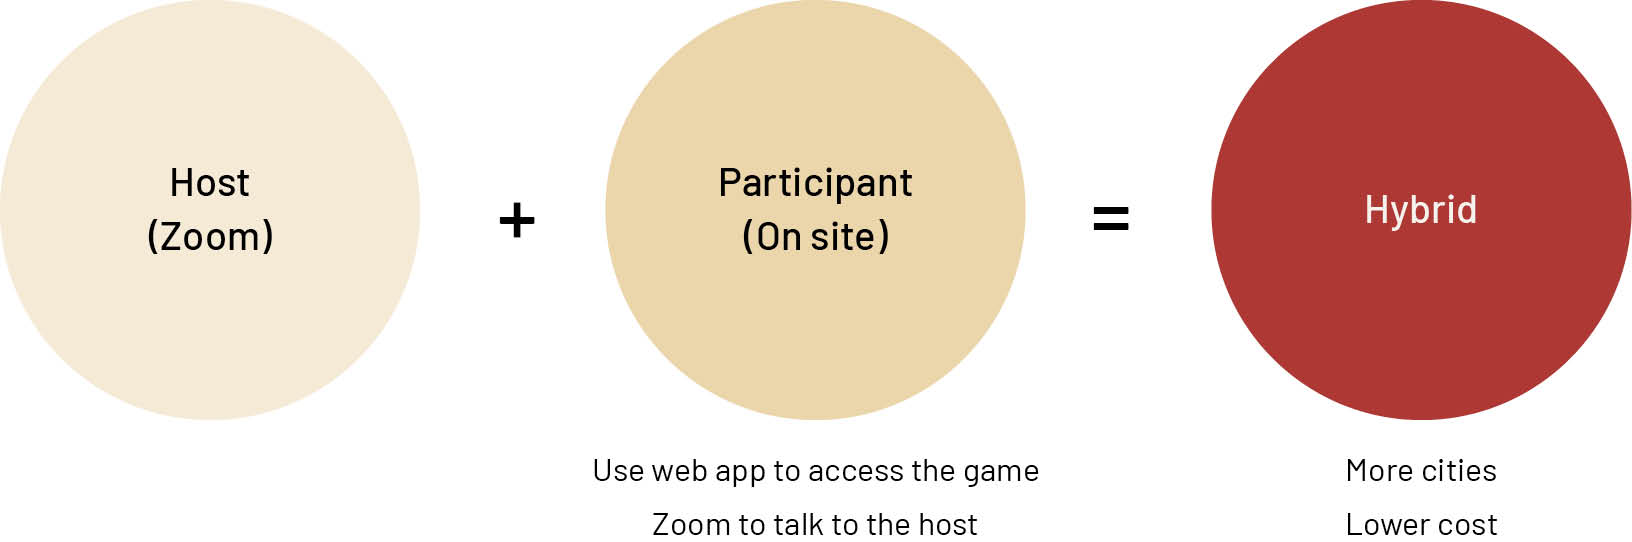 Host
(Zoom)
+
Participant
(On site)
=
Hybrid
Use web app to access the game
Zoom to talk to the host
More cities
Lower cost